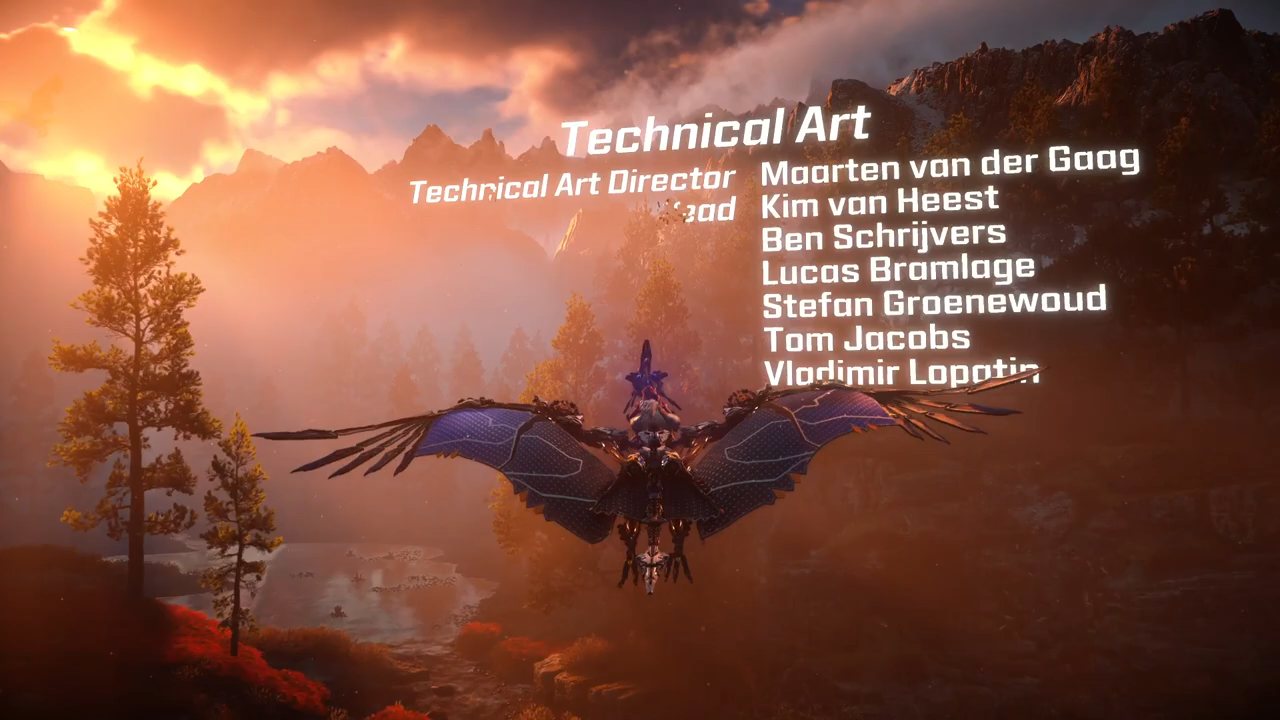 Technical Art
Technical Art Director Maarten van der Gaag
Kim van Heest
Ben Schrijvers
Lucas Bramlage
Stefan Groenewoud
Tom Jacobs
Vladimir Lopatin